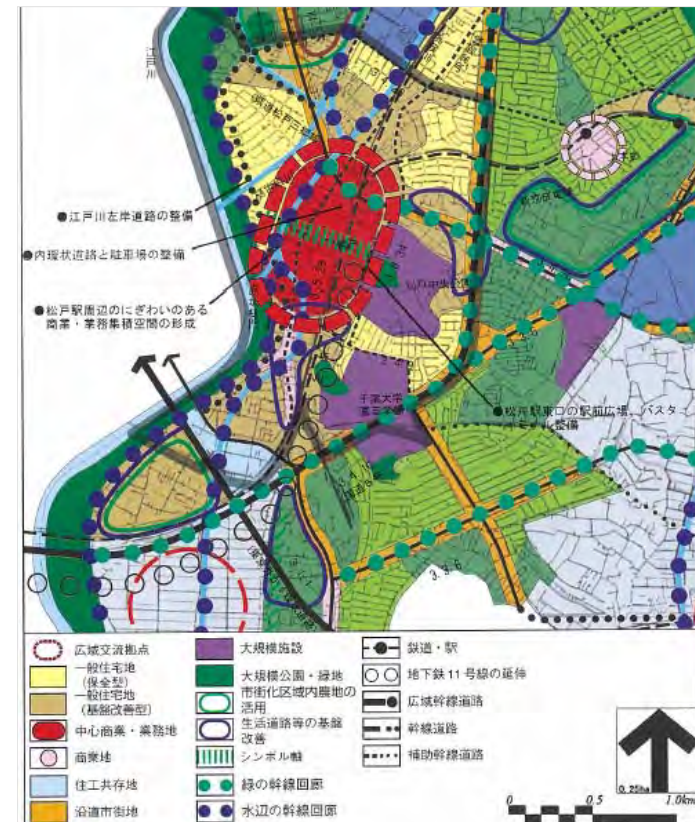 江戸川
●江戸川左岸道路の整備
●内環状道路と駐車場の整備
●松戸駅周辺のにぎわいのある
商業・業務集積空間の形成
千葉大学
●松戸駅東口の駅前広場、バスタ
整備
3.3.6
広域交流拠点
一般住宅地
(保全型)
一般住宅地
(基盤改善型)
中心商業・業務地
商業地
住工共存地
沿道市街地
大規模施設
大規模公園・緑地
市街化区域内農地の
活用
生活道路等の基盤
改善
シンボル軸
緑の幹線回廊
水辺の幹線回廊
鉄道・駅
地下鉄11号線の延伸
広域幹線道路
幹線道路
補助幹線道路
0.25ha
0 0.5 1.0km